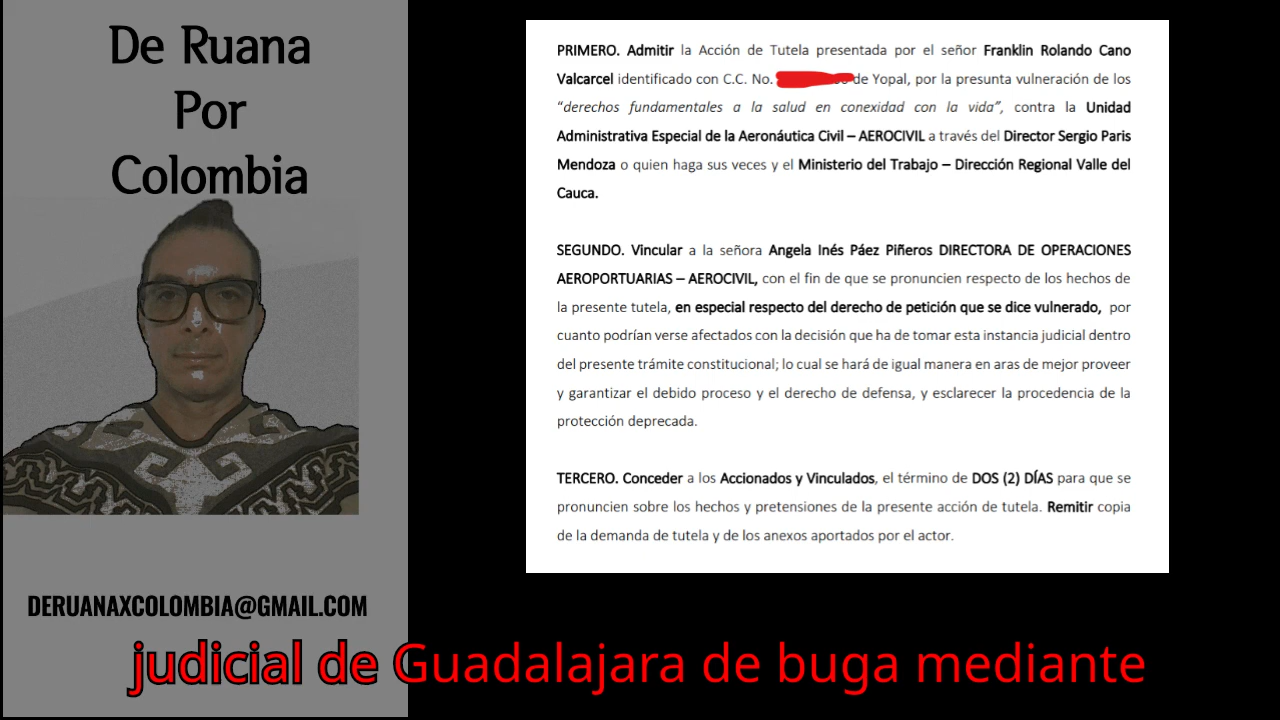 De Ruana
Por
Colombia
DERUANAXCOLOMBIA@GMAIL.COM
PRIMERO. Admitir la Acción de Tutela presentada por el señor Franklin Rolando Cano
Valcarcel identificado con C.C. No. de Yopal, por la presunta vulneración de los
“derechos fundamentales a la salud en conexidad con la vida”, contra la Unidad
Administrativa Especial de la Aeronáutica Civil – AEROCIVIL a través del Director Sergio Paris
Mendoza o quien haga sus veces y el Ministerio del Trabajo – Dirección Regional Valle del
Cauca.
SEGUNDO. Vincular a la señora Angela Inés Páez Piñeros DIRECTORA DE OPERACIONES
AEROPORTUARIAS – AEROCIVIL, con el fin de que se pronuncien respecto de los hechos de
la presente tutela, en especial respecto del derecho de petición que se dice vulnerado, por
cuanto podrían verse afectados con la decisión que ha de tomar esta instancia judicial dentro
del presente trámite constitucional; lo cual se hará de igual manera en aras de mejor proveer
y garantizar el debido proceso y el derecho de defensa, y esclarecer la procedencia de la
protección deprecada.
TERCERO. Conceder a los Accionados y Vinculados, el término de DOS (2) DÍAS para que se
pronuncien sobre los hechos y pretensiones de la presente acción de tutela. Remitir copia
de la demanda de tutela y de los anexos aportados por el actor.
judicial de Guadalajara de buga mediante